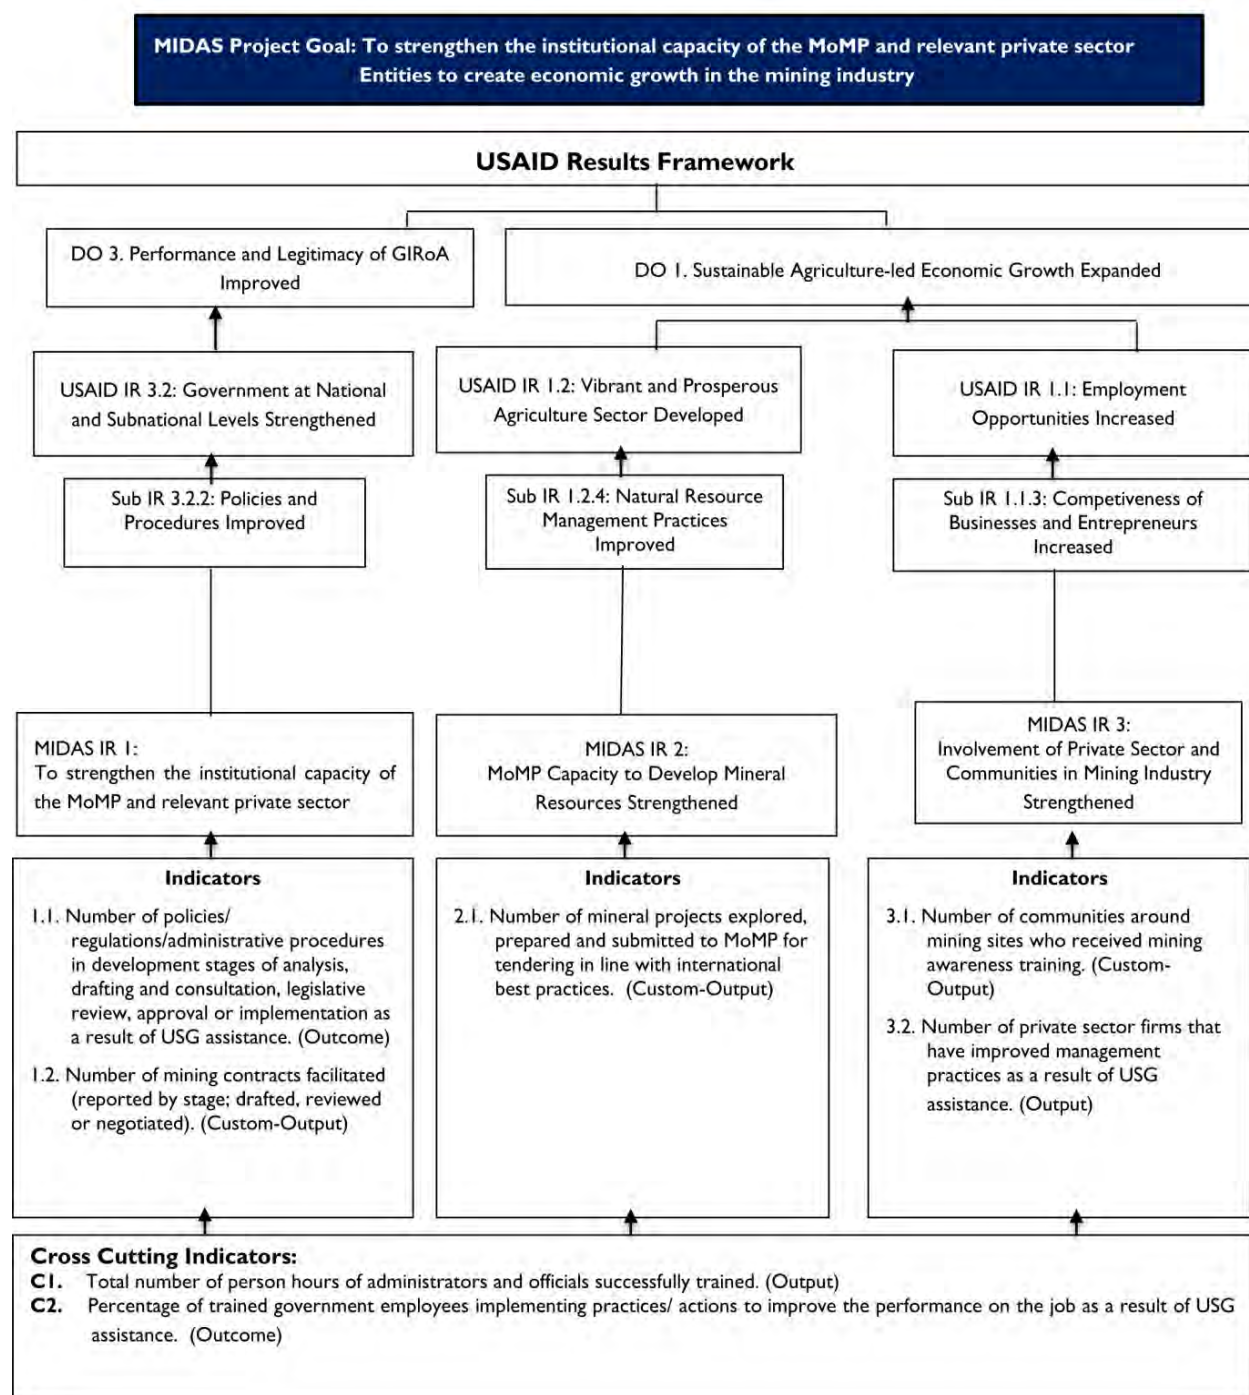 MIDAS Project Goal: To strengthen the institutional capacity of the MoMP and relevant private sector
Entities to create economic growth in the mining industry
USAID Results Framework
DO 3. Performance and Legitimacy of GIRoA
Improved
DO 1. Sustainable Agriculture-led Economic Growth Expanded
USAID IR 3.2: Government at National
and Subnational Levels Strengthened
USAID IR 1.2: Vibrant and Prosperous
Agriculture Sector Developed
USAID IR 1.1: Employment
Opportunities Increased
Sub IR 3.2.2: Policies and
Procedures Improved
Sub IR 1.2.4: Natural Resource
Management Practices
Improved
Sub IR 1.1.3: Competiveness of
Businesses and Entrepreneurs
Increased
MIDAS IR 1:
To strengthen the institutional capacity of
the MoMP and relevant private sector
MIDAS IR 2:
MoMP Capacity to Develop Mineral
Resources Strengthened
MIDAS IR 3:
Involvement of Private Sector and
Communities in Mining Industry
Strengthened
Indicators
1.1. Number of policies/
regulations/administrative procedures
in development stages of analysis,
drafting and consultation, legislative
review, approval or implementation as
a result of USG assistance. (Outcome)
1.2. Number of mining contracts facilitated
(reported by stage; drafted, reviewed
or negotiated). (Custom-Output)
Indicators
2.1. Number of mineral projects explored,
prepared and submitted to MoMP for
tendering in line with international
best practices. (Custom-Output)
Indicators
3.1. Number of communities around
mining sites who received mining
awareness training. (Custom-
Output)
3.2. Number of private sector firms that
have improved management
practices as a result of USG
assistance. (Output)
Cross Cutting Indicators:
C1. Total number of person hours of administrators and officials successfully trained. (Output)
C2. Percentage of trained government employees implementing practices/ actions to improve the performance on the job as a result of USG
assistance. (Outcome)